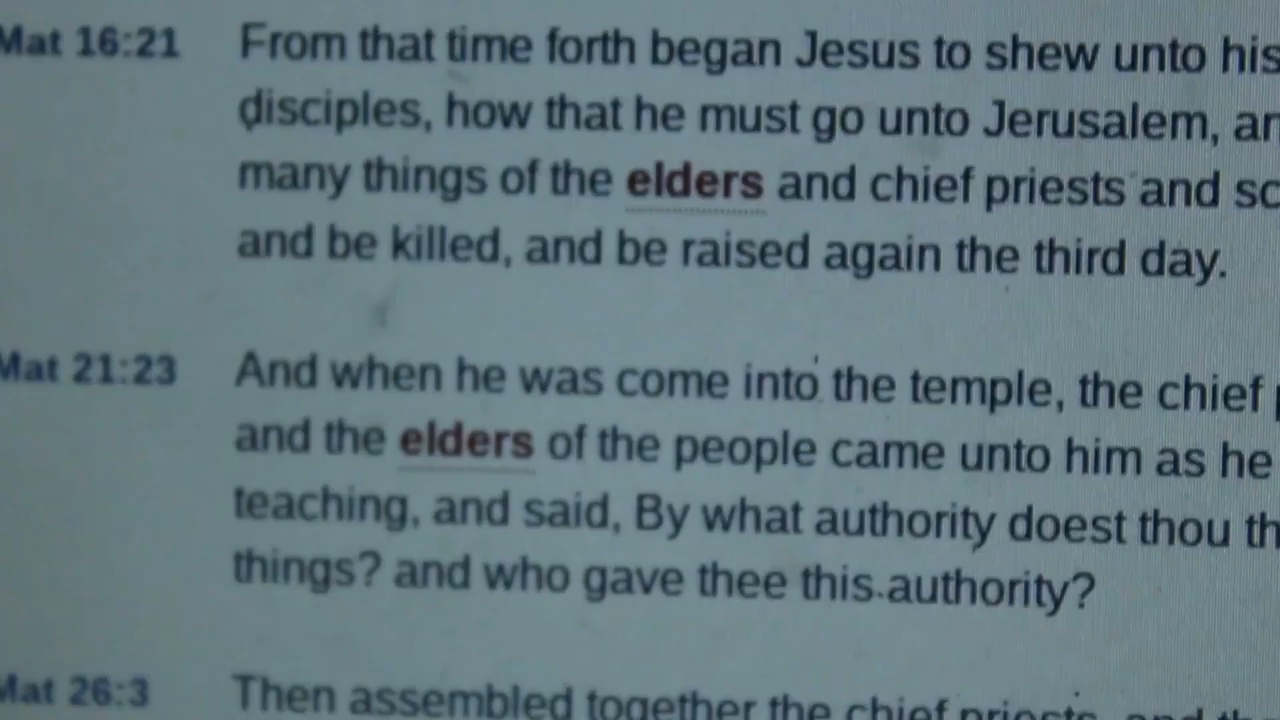 Mat 16:21 From that time forth began Jesus to shew unto his
disciples, how that he must go unto Jerusalem,
many things of the elders and chief priests and
and be killed, and be raised again the third day.
Mat 21:23 And when he was come into the temple, the chief
and the elders of the people came unto him as he
teaching, and said, By what authority doest thou
things? and who gave thee this authority?
Mat 26:3 Then assembled together the chief priests, and